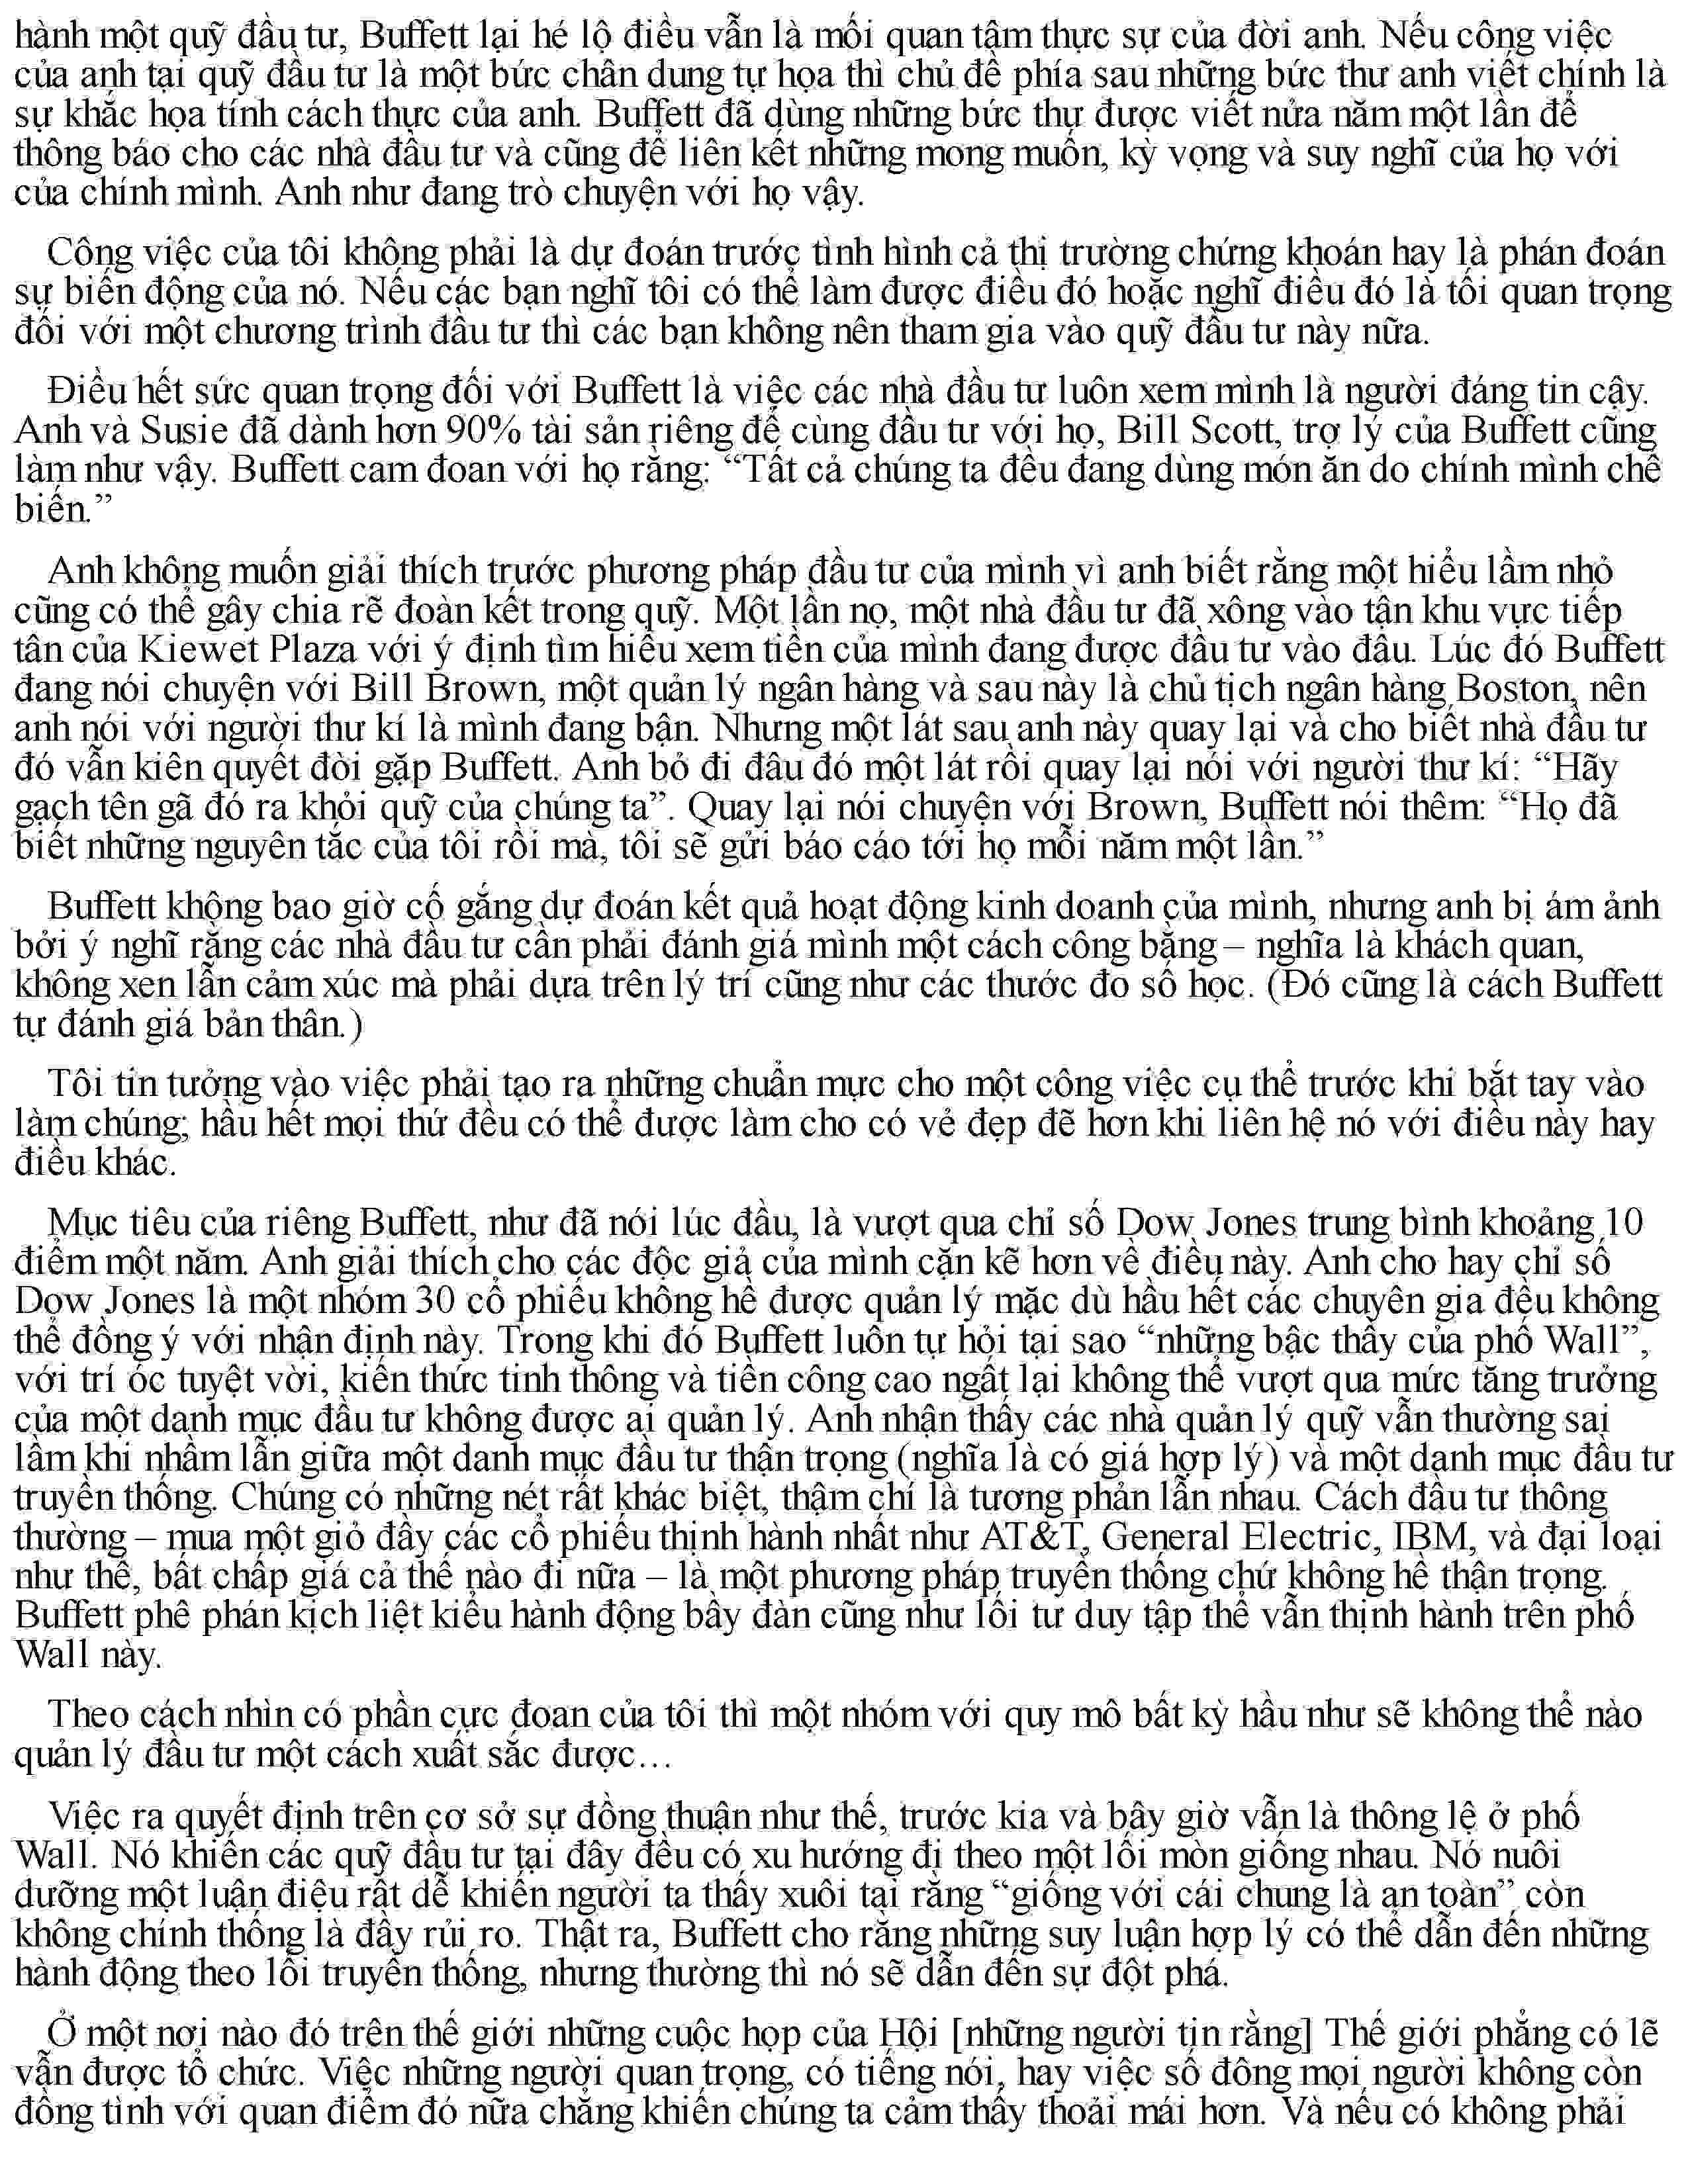 hành một quỹ đầu tư, Buffett lại hé lộ điều vẫn là mối quan tâm thực sự của đời anh. Nếu công việc
của anh tại quỹ đầu tư là một bức chân dung tự họa thì chủ đề phía sau những bức thư anh viết chính là
sự khắc họa tính cách thực của anh. Buffett đã dùng những bức thư được viết nửa năm một lần để
thông báo cho các nhà đầu tư và cũng để liên kết những mong muốn, kỳ vọng và suy nghĩ của họ với
của chính mình. Anh như đang trò chuyện với họ vậy.
Công việc của tôi không phải là dự đoán trước tình hình cả thị trường chứng khoán hay là phán đoán
sự biến động của nó. Nếu các bạn nghĩ tôi có thể làm được điều đó hoặc nghĩ điều đó là tối quan trọng
đối với một chương trình đầu tư thì các bạn không nên tham gia vào quỹ đầu tư này nữa.
Điều hết sức quan trọng đối với Buffett là việc các nhà đầu tư luôn xem mình là người đáng tin cậy.
Anh và Susie đã dành hơn 90% tài sản riêng để cùng đầu tư với họ, Bill Scott, trợ lý của Buffett cũng
làm như vậy. Buffett cam đoan với họ rằng: “Tất cả chúng ta đều đang dùng món ăn do chính mình chế
biến.”
Anh không muốn giải thích trước phương pháp đầu tư của mình vì anh biết rằng một hiểu lầm nhỏ
cũng có thể gây chia rẽ đoàn kết trong quỹ. Một lần nọ, một nhà đầu tư đã xông vào tận khu vực tiếp
tân của Kiewet Plaza với ý định tìm hiểu xem tiền của mình đang được đầu tư vào đâu. Lúc đó Buffett
đang nói chuyện với Bill Brown, một quản lý ngân hàng và sau này là chủ tịch ngân hàng Boston, nên
anh nói với người thư kí là mình đang bận. Nhưng một lát sau anh này quay lại và cho biết nhà đầu tư
đó vẫn kiên quyết đời gặp Buffett. Anh bỏ đi đâu đó một lát rồi quay lại nói với người thư kí: “Hãy
gạch tên gã đó ra khỏi quỹ của chúng ta”. Quay lại nói chuyện với Brown, Buffett nói thêm: “Họ đã
biết những nguyên tắc của tôi rồi mà, tôi sẽ gửi báo cáo tới họ mỗi năm một lần.”
Buffett không bao giờ cố gắng dự đoán kết quả hoạt động kinh doanh của mình, nhưng anh bị ám ảnh
bởi ý nghĩ rằng các nhà đầu tư cần phải đánh giá mình một cách công bằng – nghĩa là khách quan,
không xen lẫn cảm xúc mà phải dựa trên lý trí cũng như các thước đo số học. (Đó cũng là cách Buffett
tự đánh giá bản thân.)
Tôi tin tưởng vào việc phải tạo ra những chuẩn mực cho một công việc cụ thể trước khi bắt tay vào
làm chúng; hầu hết mọi thứ đều có thể được làm cho có vẻ đẹp đẽ hơn khi liên hệ nó với điều này hay
điều khác.
Mục tiêu của riêng Buffett, như đã nói lúc đầu, là vượt qua chỉ số Dow Jones trung bình khoảng 10
điểm một năm. Anh giải thích cho các độc giả của mình cặn kẽ hơn về điều này. Anh cho hay chỉ số
Dow Jones là một nhóm 30 cổ phiếu không hề được quản lý mặc dù hầu hết các chuyên gia đều không
thể đồng ý với nhận định này. Trong khi đó Buffett luôn tự hỏi tại sao “những bậc thầy của phố Wall”,
với trí óc tuyệt vời, kiến thức tinh thông và tiền công cao ngất lại không thể vượt qua mức tăng trưởng
của một danh mục đầu tư không được ai quản lý. Anh nhận thấy các nhà quản lý quỹ vẫn thường sai
lầm khi nhầm lẫn giữa một danh mục đầu tư thận trọng (nghĩa là có giá hợp lý) và một danh mục đầu tư
truyền thống. Chúng có những nét rất khác biệt, thậm chí là tương phản lẫn nhau. Cách đầu tư thông
thường – mua một giỏ đầy các cổ phiếu thịnh hành nhất như AT&T, General Electric, IBM, và đại loại
như thế, bất chấp giá cả thế nào đi nữa – là một phương pháp truyền thống chứ không hề thận trọng.
Buffett phê phán kịch liệt kiểu hành động bầy đàn cũng như lối tư duy tập thể vẫn thịnh hành trên phố
Wall này.
Theo cách nhìn có phần cực đoan của tôi thì một nhóm với quy mô bất kỳ hầu như sẽ không thể nào
quản lý đầu tư một cách xuất sắc được…
Việc ra quyết định trên cơ sở sự đồng thuận như thế, trước kia và bây giờ vẫn là thông lệ ở phố
Wall. Nó khiến các quỹ đầu tư tại đây đều có xu hướng đi theo một lối mòn giống nhau. Nó nuôi
dưỡng một luận điệu rất dễ khiến người ta thấy xuôi tai rằng “giống với cái chung là an toàn” còn
không chính thống là đầy rủi ro. Thật ra, Buffett cho rằng những suy luận hợp lý có thể dẫn đến những
hành động theo lối truyền thống, nhưng thường thì nó sẽ dẫn đến sự đột phá.
Ở một nơi nào đó trên thế giới những cuộc họp của Hội [những người tin rằng] Thế giới phẳng có lẽ
vẫn được tổ chức. Việc những người quan trọng, có tiếng nói, hay việc số đông mọi người không còn
đồng tình với quan điểm đó nữa chẳng khiến chúng ta cảm thấy thoải mái hơn. Và nếu có không phải